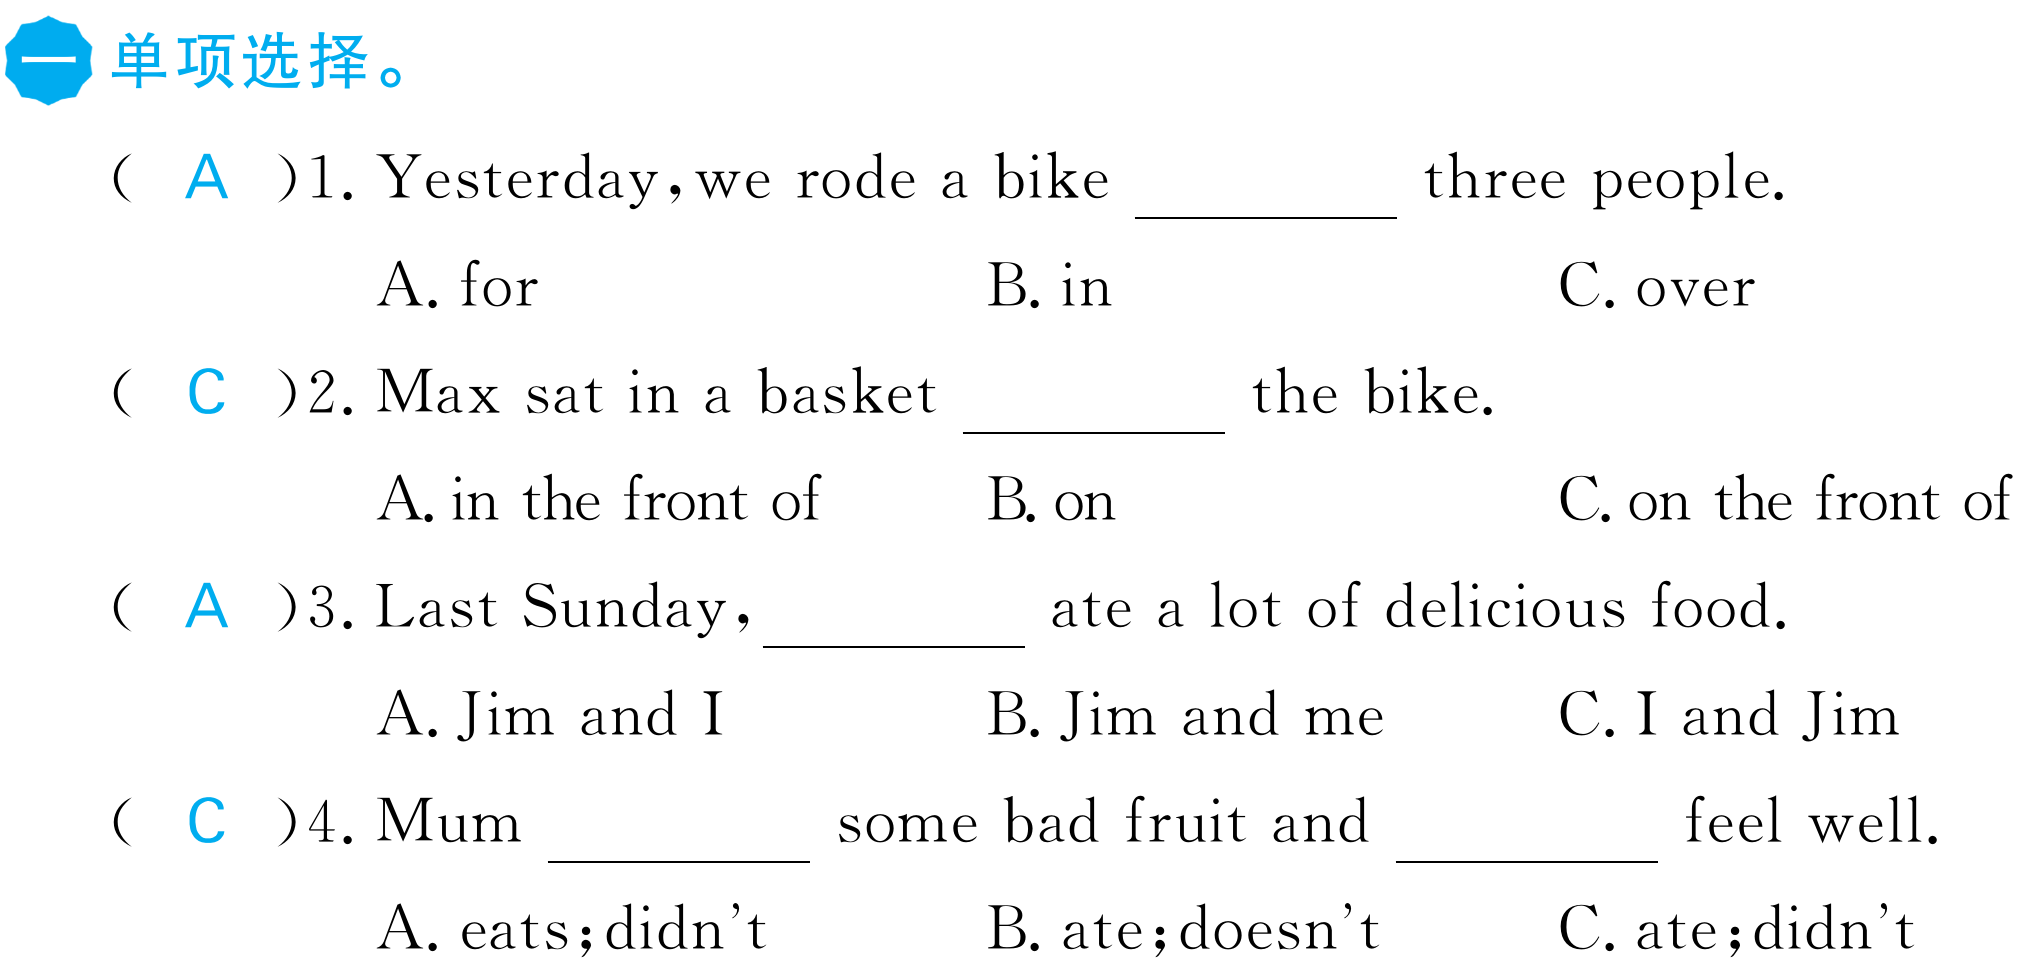 一 单项选择。
( A )1. Yesterday,we rode a bike ________ three people.
A. for B. in C. over
( C )2. Max sat in a basket ________ the bike.
A. in the front of B. on C. on the front of
( A )3. Last Sunday,________ ate a lot of delicious food.
A. Jim and I B. Jim and me C. I and Jim
( C )4. Mum ________ some bad fruit and ________ feel well.
A. eats;didn't B. ate;doesn't C. ate;didn't